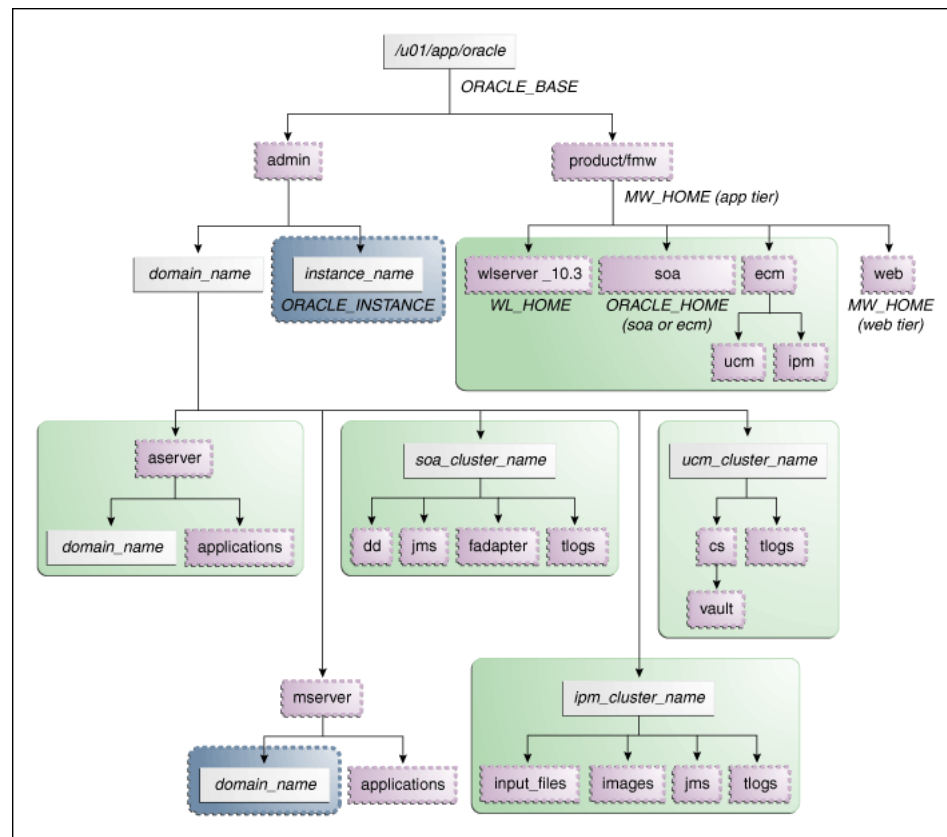 /u01/app/oracle
ORACLE_BASE
admin
product/fmw
MW_HOME (app tier)
domain_name
instance_name
ORACLE_INSTANCE
wlserver _10.3
WL_HOME
soa
ORACLE_HOME
(soa or ecm)
ecm
web
MW_HOME
(web tier)
ucm
ipm
aserver
domain_name
applications
soa_cluster_name
dd
jms
fadapter
tlogs
ucm_cluster_name
cs
tlogs
vault
mserver
domain_name
applications
ipm_cluster_name
input_files
images
jms
tlogs